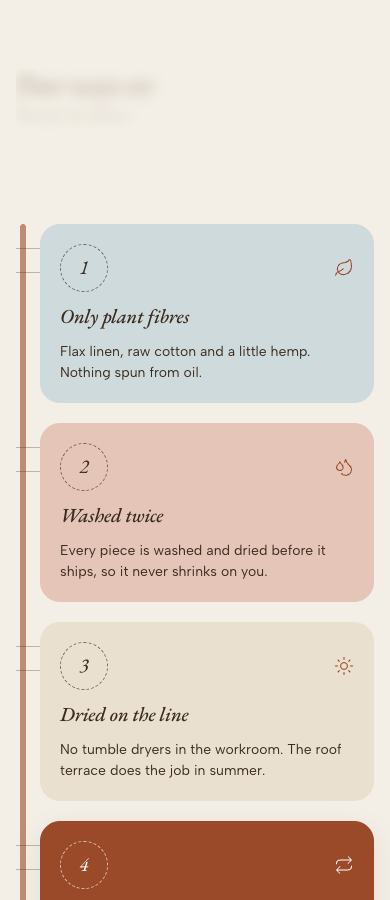 1
Only plant fibres
Flax linen, raw cotton and a little hemp.
Nothing spun from oil.
2
Washed twice
Every piece is washed and dried before it
ships, so it never shrinks on you.
3
Dried on the line
No tumble dryers in the workroom. The roof
terrace does the job in summer.
4